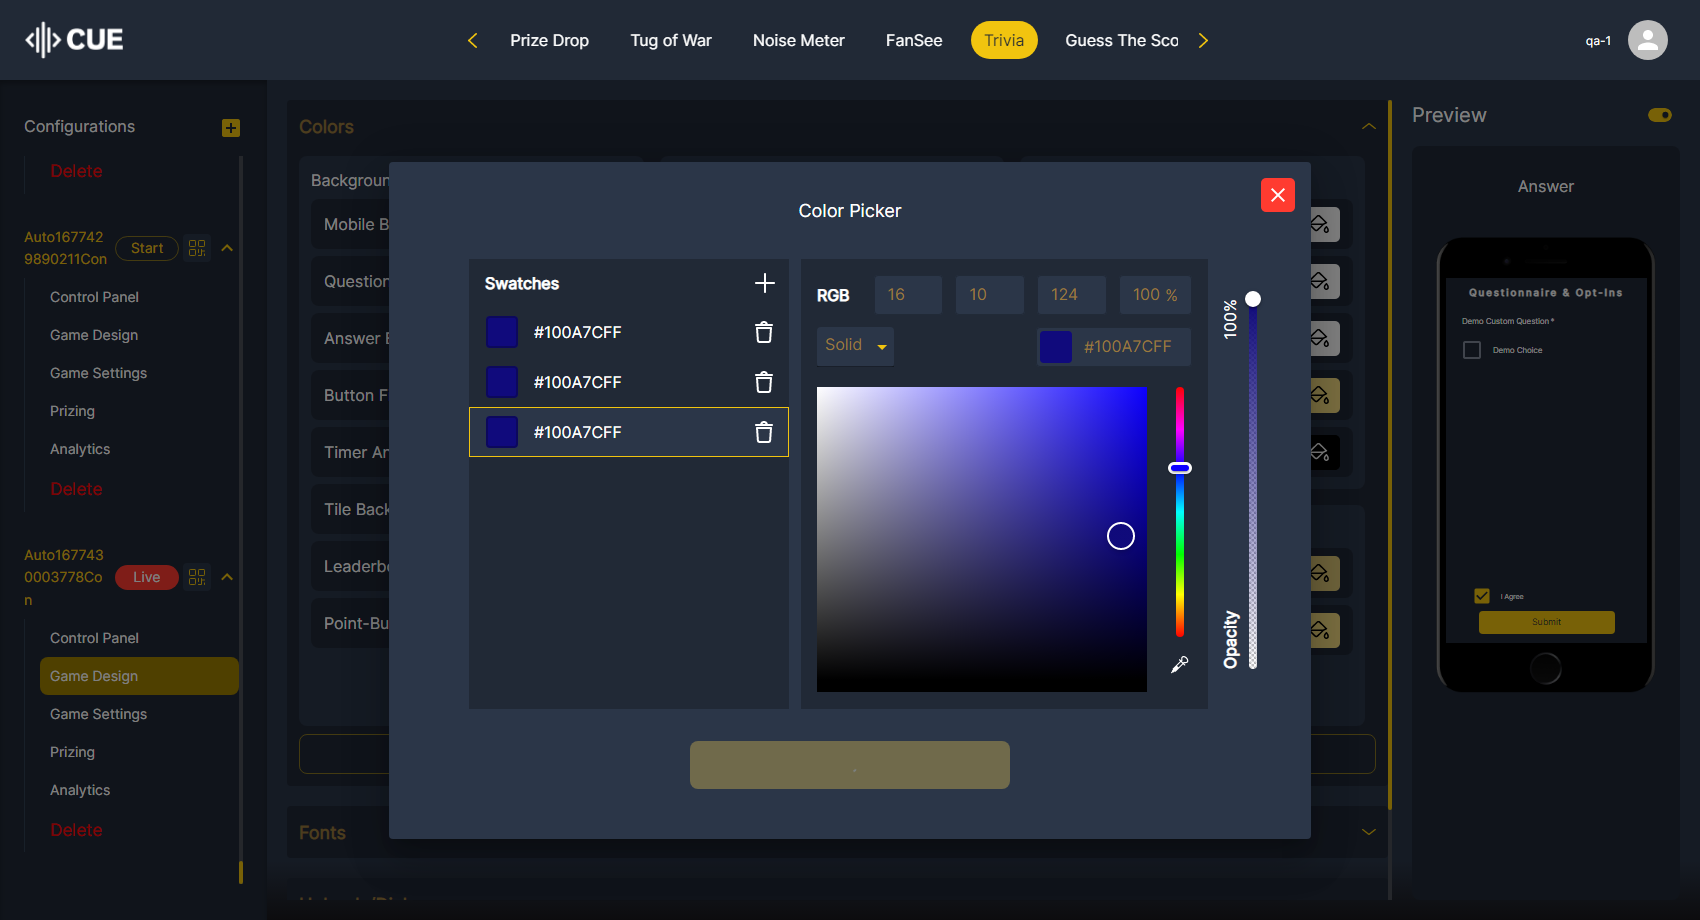 CUE
Prize Drop
Tug of War
Noise Meter
FanSee
Trivia
Guess The Sco
qa-1
Configurations
Delete
Auto167742
9890211Con
Start
Control Panel
Game Design
Game Settings
Prizing
Analytics
Delete
Auto167743
0003778Co
n
Live
Control Panel
Game Design
Game Settings
Prizing
Analytics
Delete
Colors
Backgroun
Mobile B
Question
Answer
Button F
Timer An
Tile Back
Leaderbo
Point-Bu
Fonts
Color Picker
Swatches
#100A7CFF
#100A7CFF
#100A7CFF
RGB
16
10
124
100 %
Solid
#100A7CFF
100%
Opacity
Preview
Answer
Questionnaire & Opt-Ins
Demo Custom Question*
Demo Choice
I Agree
Submit